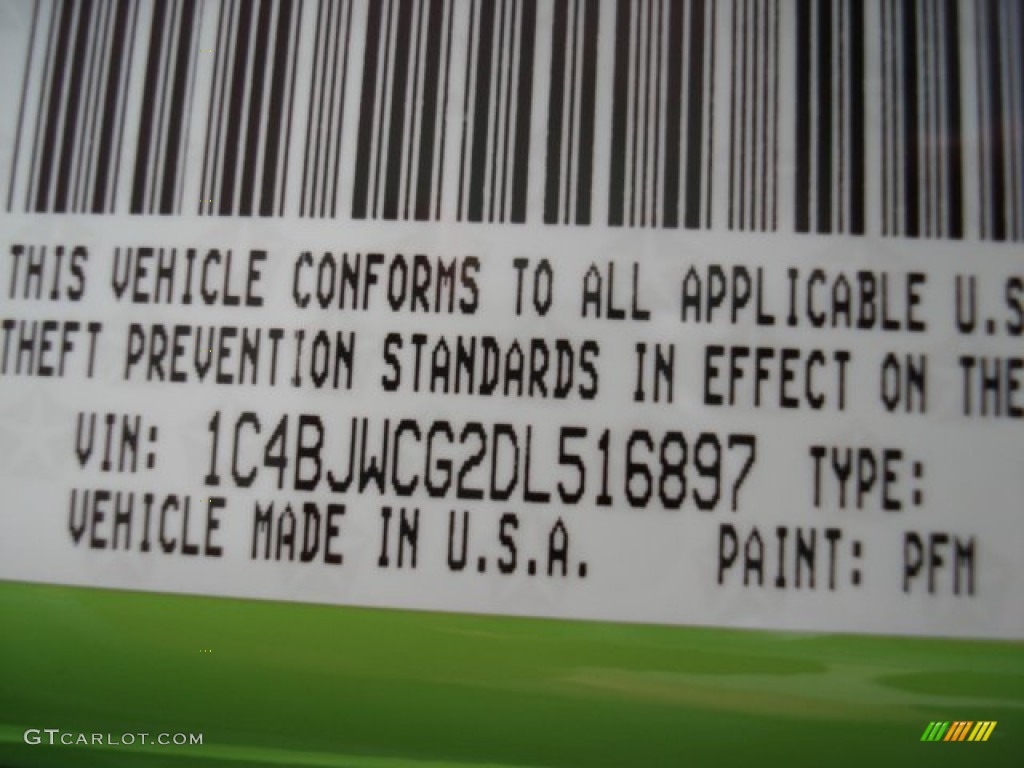 THIS VEHICLE CONFORMS TO ALL APPLICABLE U.S
THEFT PREVENTION STANDARDS IN EFFECT ON THE
VIN: 1C4BJWCG2DL516897 TYPE:
VEHICLE MADE IN U.S.A. PAINT: PFM
GTCARLOT.COM